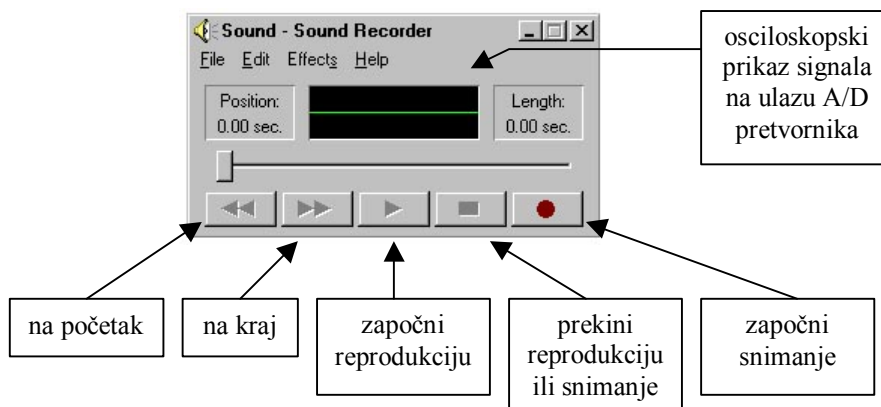 Sound - Sound Recorder
File Edit Effects Help
Position:
0.00 sec.
Length:
0.00 sec.
osciloskopski
prikaz signala
na ulazu A/D
pretvornika
na početak
na kraj
započni
reprodukciju
prekini
reprodukciju
ili snimanje
započni
snimanje